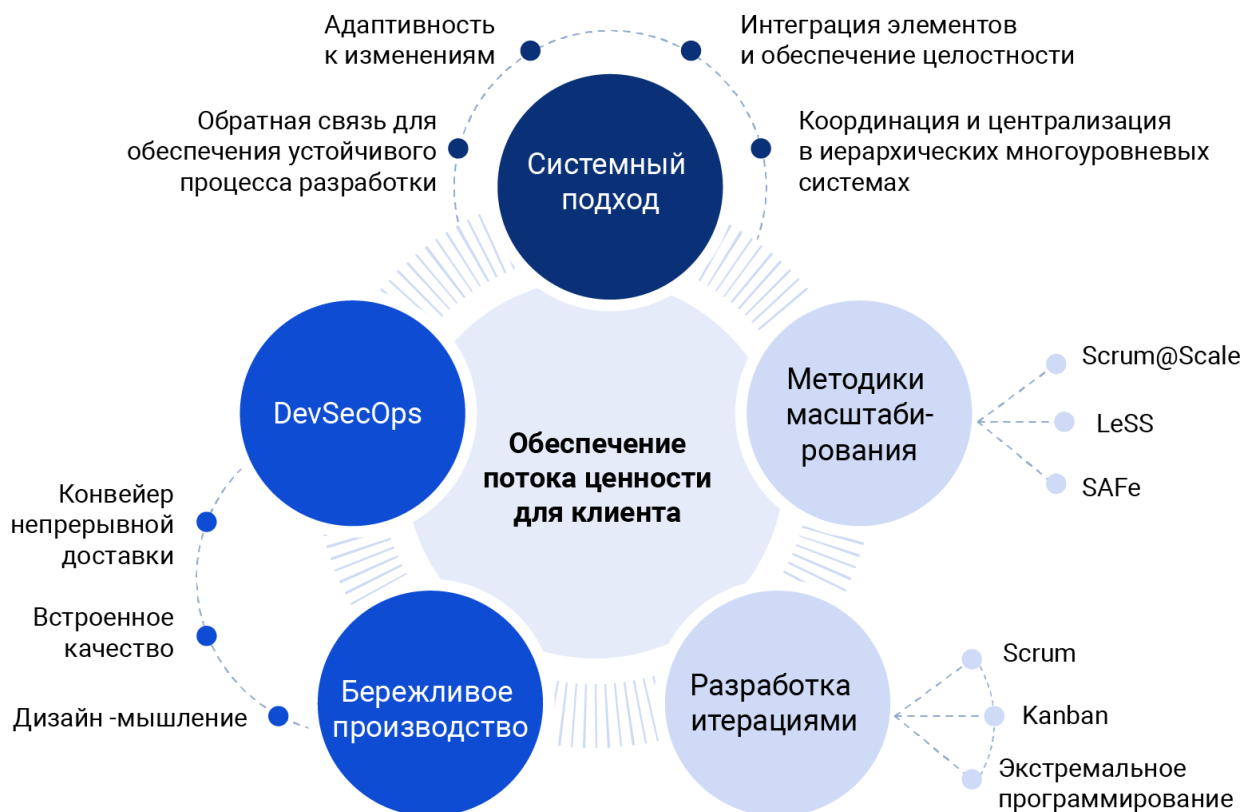 Адаптивность
к изменениям
Интеграция элементов
и обеспечение целостности
Обратная связь для
обеспечения устойчивого
процесса разработки
Координация и централизация
в иерархических многоуровневых
системах
Системный
подход
DevSecOps
Методики
масштаби-
рования
Scrum@Scale
LeSS
SAFe
Обеспечение
потока ценности
для клиента
Конвейер
непрерывной
доставки
Встроенное
качество
Дизайн -мышление
Бережливое
производство
Разработка
итерациями
Scrum
Kanban
Экстремальное
программирование